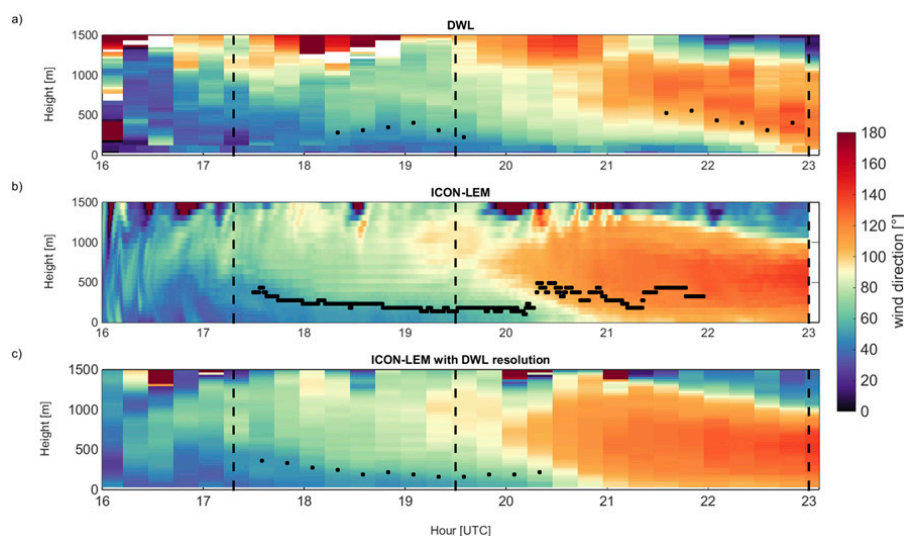 a)
DWL
1500
1000
500
0
Height [m]
16 17 18 19 20 21 22 23
b)
ICON-LEM
1500
1000
500
0
Height [m]
16 17 18 19 20 21 22 23
c)
ICON-LEM with DWL resolution
1500
1000
500
0
Height [m]
16 17 18 19 20 21 22 23
Hour [UTC]
180
160
140
120
100
80
60
40
20
0
wind direction [°]